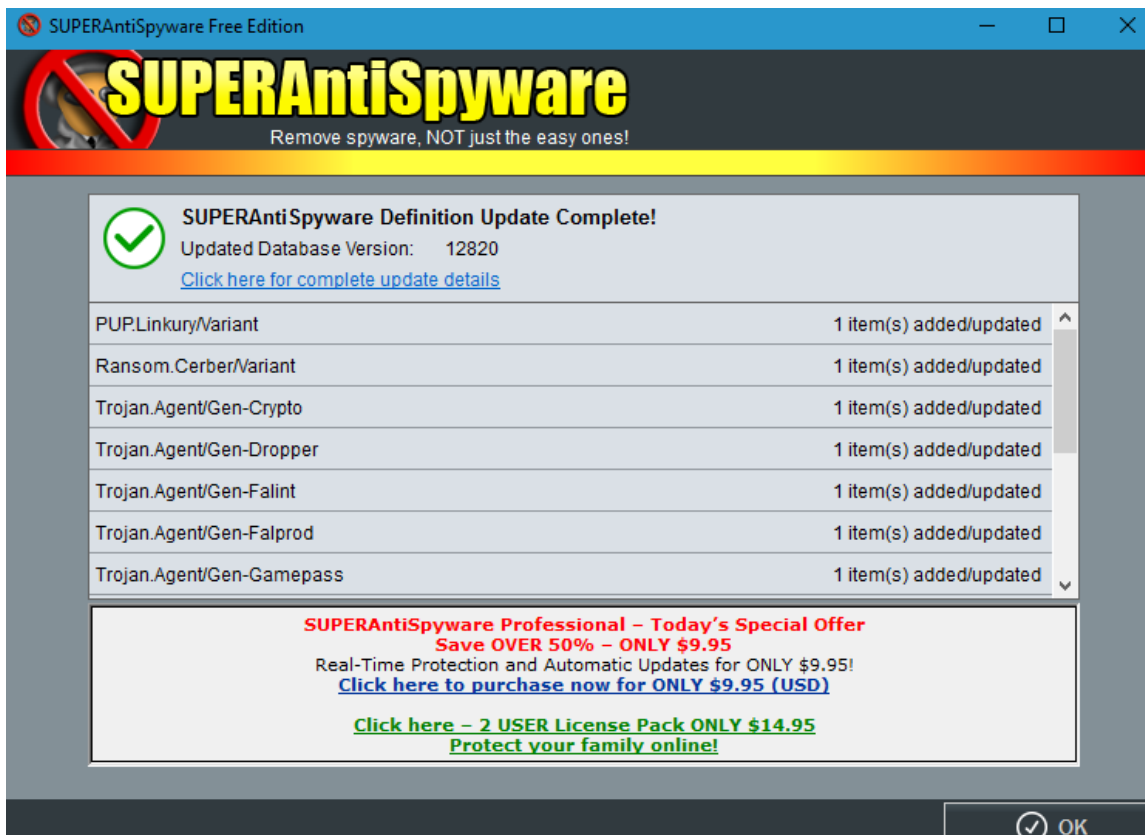 SUPERAntiSpyware Free Edition
SUPERAntiSpyware
Remove spyware, NOT just the easy ones!
SUPERAntiSpyware Definition Update Complete!
Updated Database Version: 12820
Click here for complete update details
PUP.Linkury/Variant 1 item(s) added/updated
Ransom.Cerber/Variant 1 item(s) added/updated
Trojan.Agent/Gen-Crypto 1 item(s) added/updated
Trojan.Agent/Gen-Dropper 1 item(s) added/updated
Trojan.Agent/Gen-Falint 1 item(s) added/updated
Trojan.Agent/Gen-Falprod 1 item(s) added/updated
Trojan.Agent/Gen-Gamepass 1 item(s) added/updated
SUPERAntiSpyware Professional – Today's Special Offer
Save OVER 50% – ONLY $9.95
Real-Time Protection and Automatic Updates for ONLY $9.95!
Click here to purchase now for ONLY $9.95 (USD)
Click here – 2 USER License Pack ONLY $14.95
Protect your family online!
OK